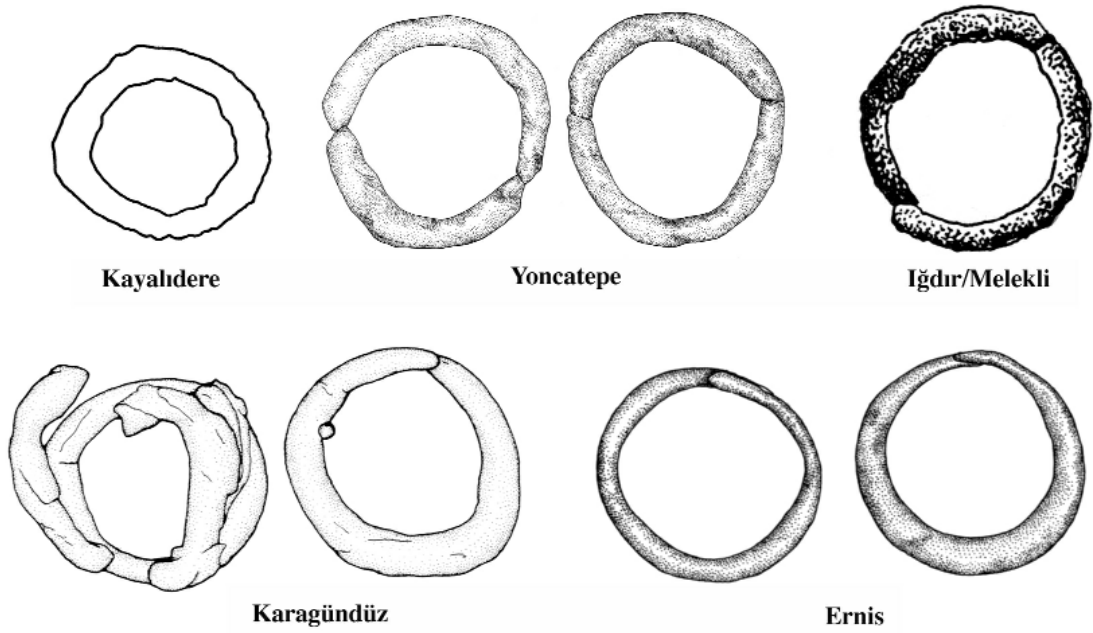 Kayalıdere
Yoncatepe
Iğdır/Melekli
Karagündüz
Ernis